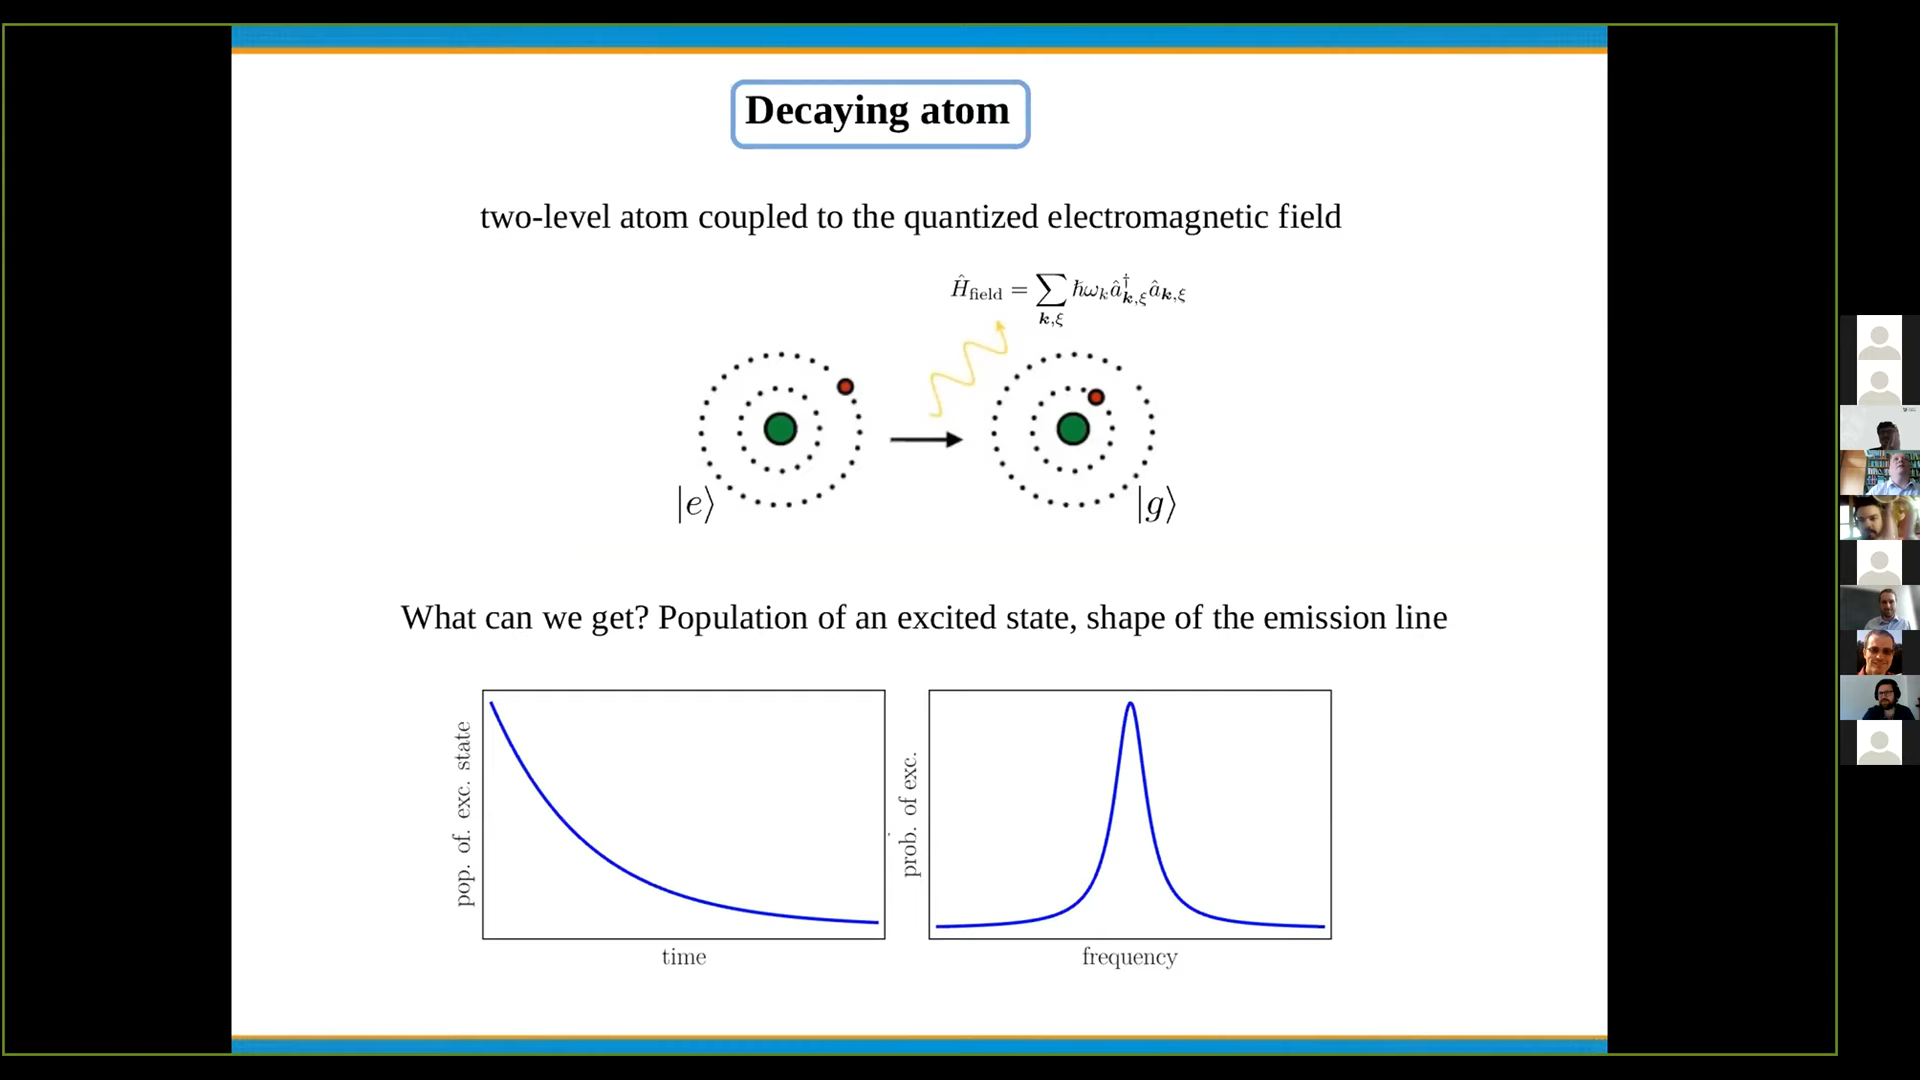 Decaying atom
two-level atom coupled to the quantized electromagnetic field
Ĥ_field = ∑_{k,ξ} ħω_k â†_{k,ξ} â_{k,ξ}
|e⟩
|g⟩
What can we get? Population of an excited state, shape of the emission line
pop. of. exc. state
time
prob. of exc.
frequency